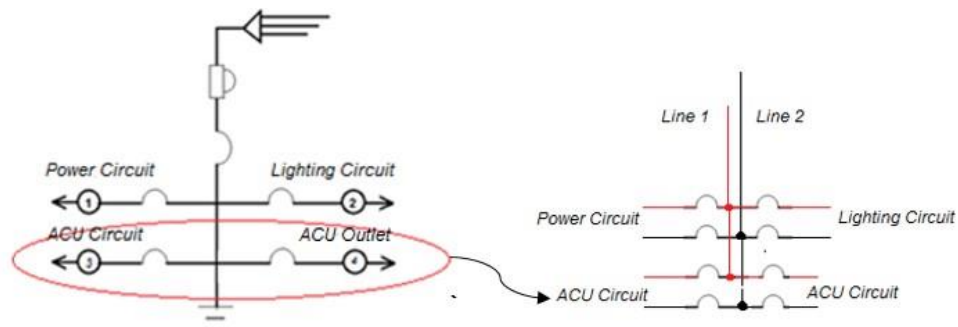 Power Circuit
Lighting Circuit
1
2
ACU Circuit
ACU Outlet
3
4
Line 1
Line 2
Power Circuit
Lighting Circuit
ACU Circuit
ACU Circuit